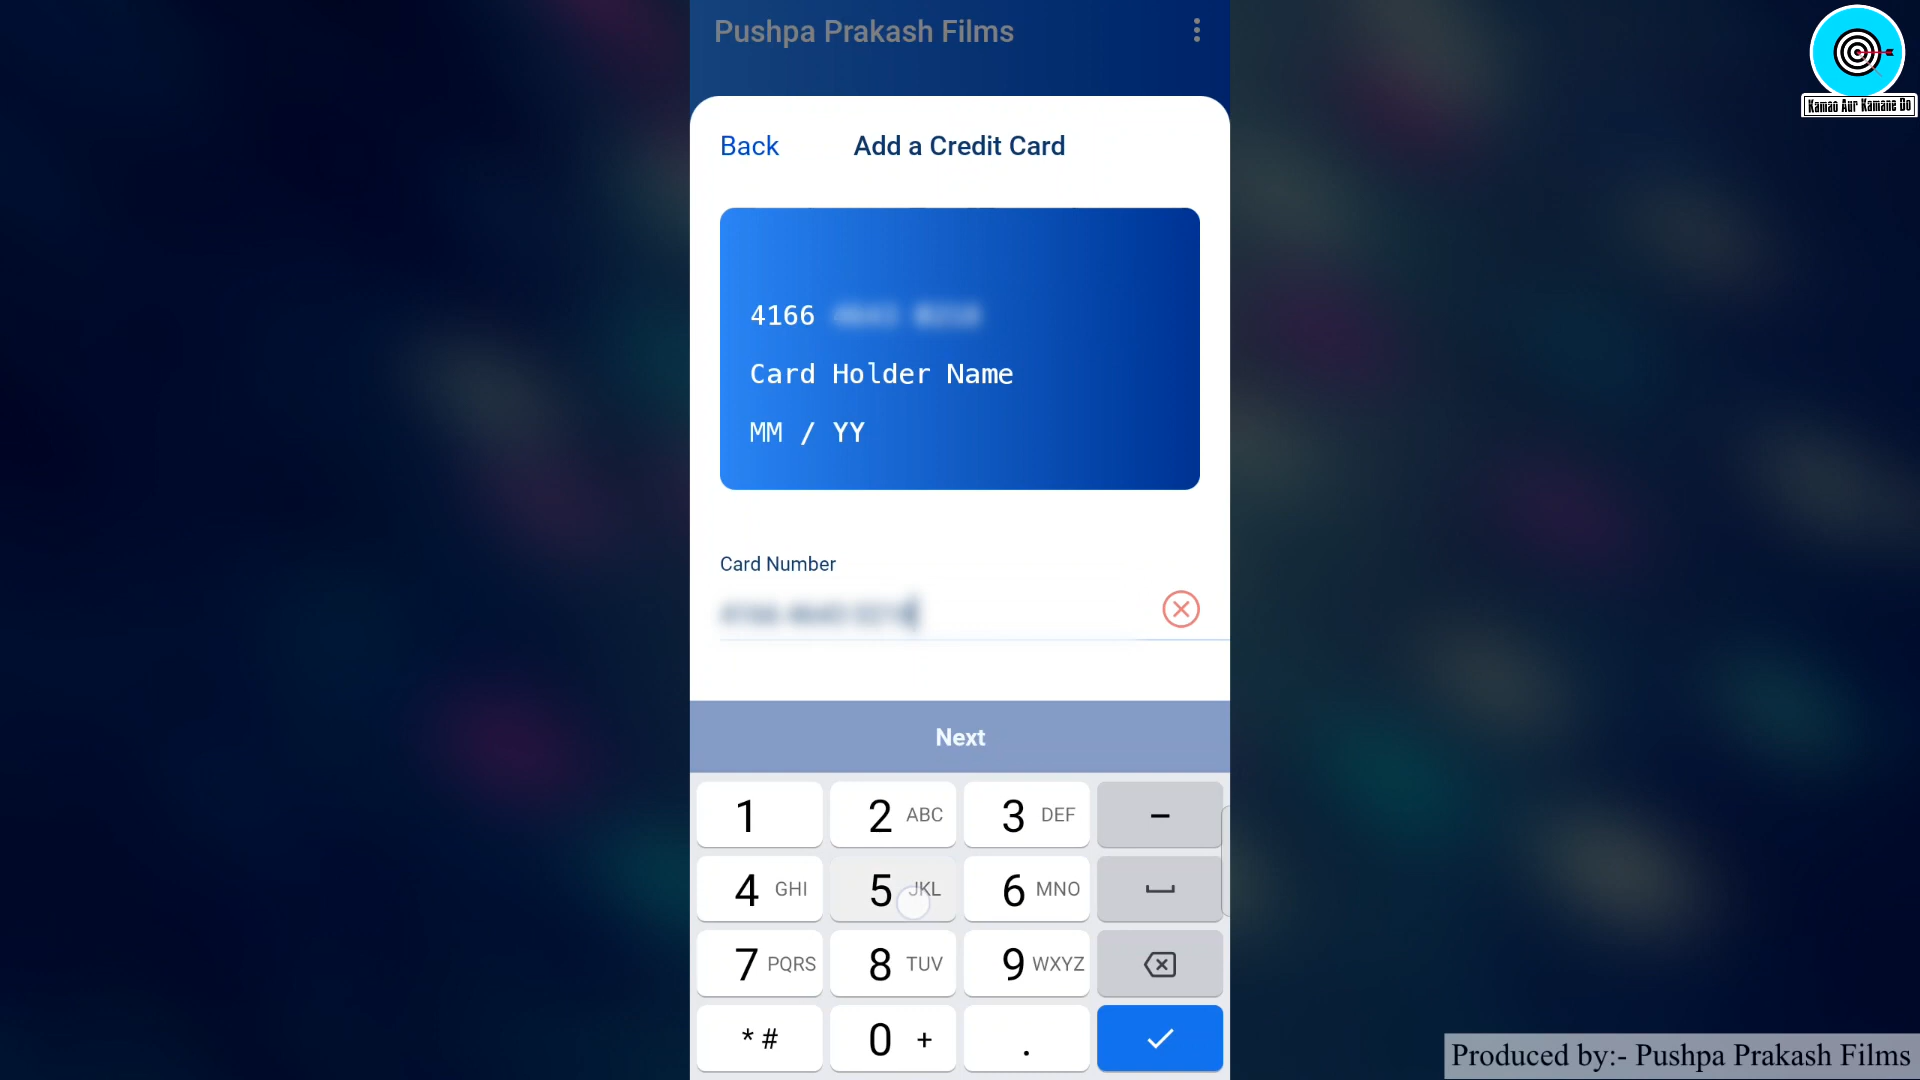 Pushpa Prakash Films
Kamao Aur Kamane Do
Back
Add a Credit Card
4166
Card Holder Name
MM / YY
Card Number
Next
1
2 ABC
3 DEF
-
4 GHI
5 JKL
6 MNO
7 PQRS
8 TUV
9 WXYZ
* #
0 +
.
Produced by:- Pushpa Prakash Films